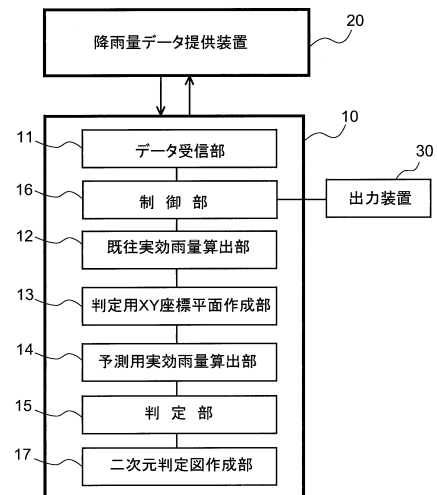 降雨量データ提供装置
20
10
11
データ受信部
30
16
制 御 部
出力装置
12
既往実効雨量算出部
13
判定用XY座標平面作成部
14
予測用実効雨量算出部
15
判 定 部
17
二次元判定図作成部